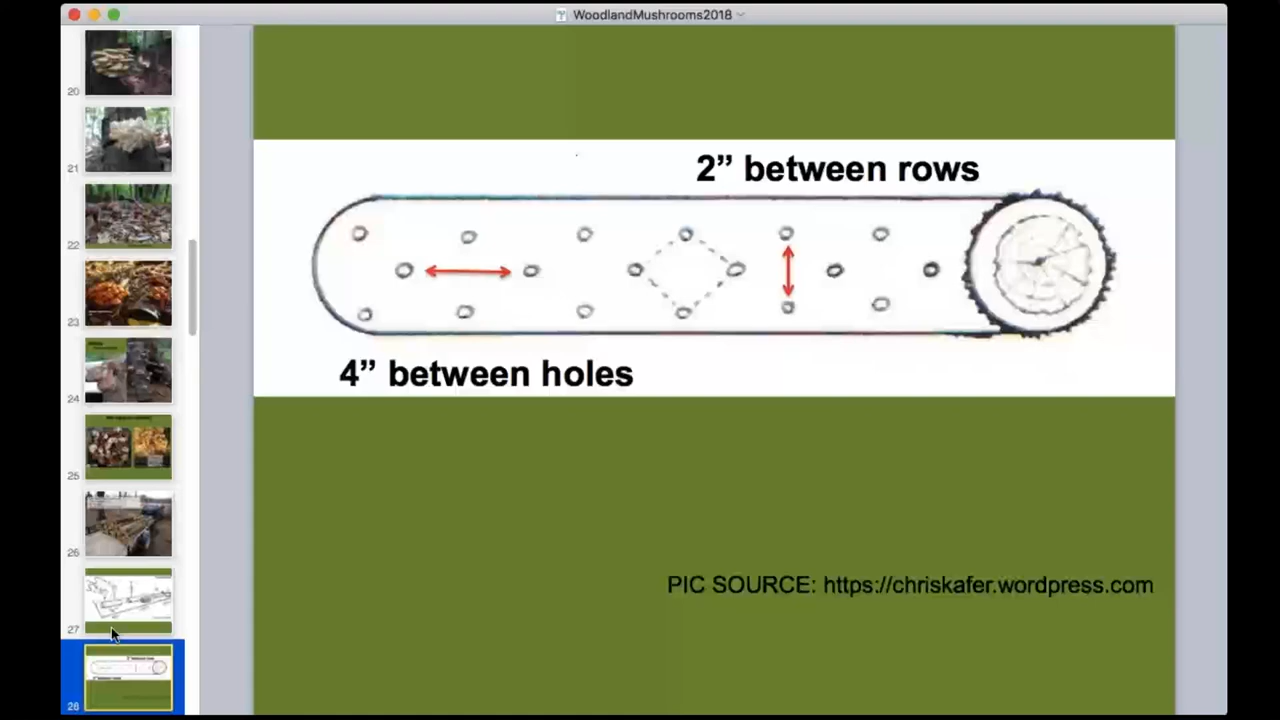 WoodlandMushrooms2018
20
21
22
23
24
25
26
27
28
2” between rows
4” between holes
PIC SOURCE: https://chriskafer.wordpress.com